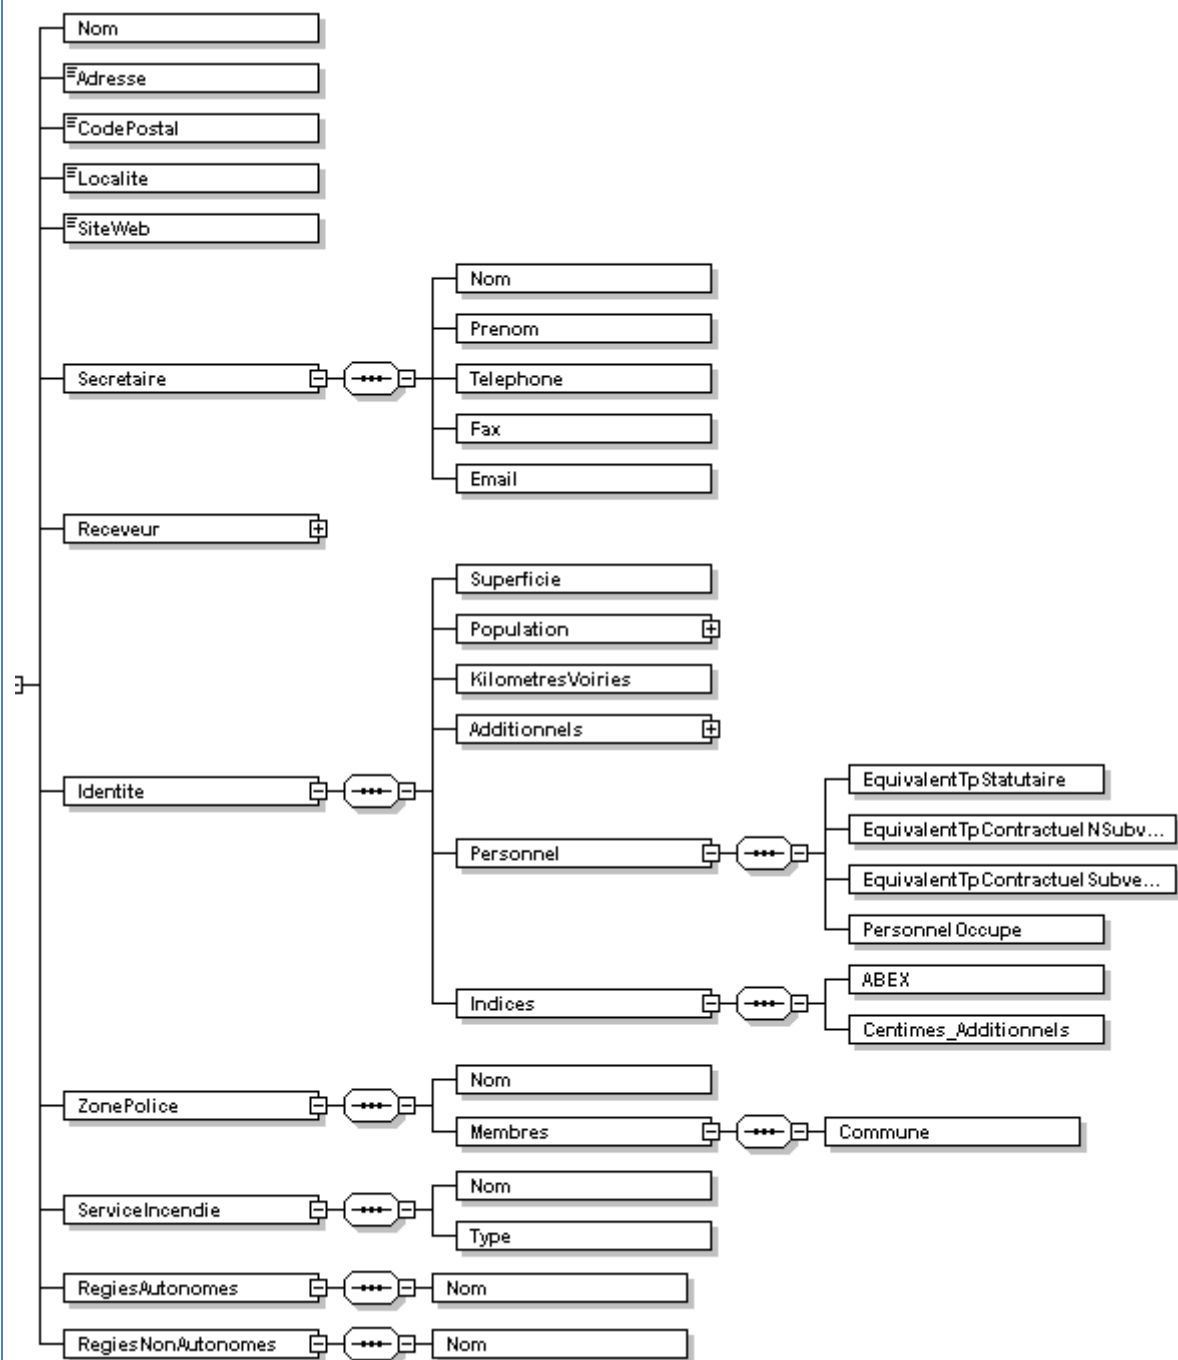 Nom
Adresse
CodePostal
Localite
SiteWeb
Secretaire
Nom
Prenom
Telephone
Fax
Email
Receveur
Identite
Superficie
Population
KilometresVoiries
Additionnels
Personnel
EquivalentTpStatutaire
EquivalentTpContractuelNSubv...
EquivalentTpContractuelSubve...
PersonnelOccupe
Indices
ABEX
Centimes_Additionnels
ZonePolice
Nom
Membres
Commune
ServiceIncendie
Nom
Type
RegiesAutonomes
Nom
RegiesNonAutonomes
Nom